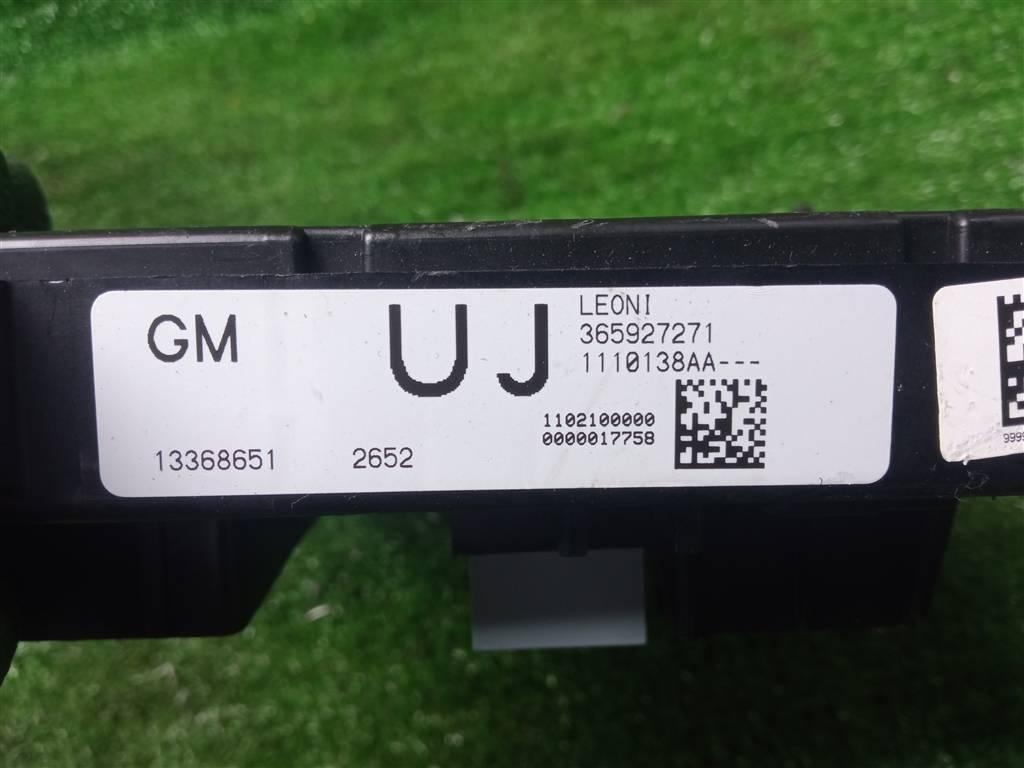 GM
UJ
LEONI
365927271
1110138AA---
1102100000
0000017758
13368651 2652